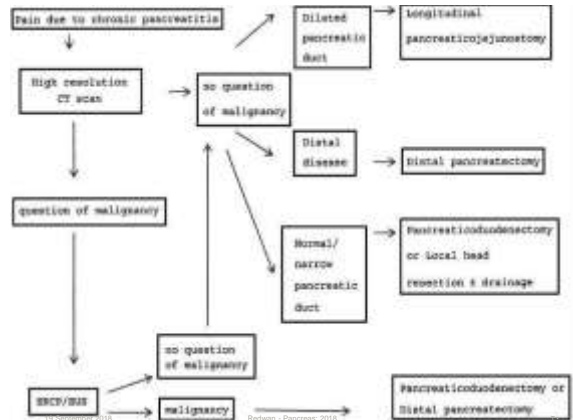 Pain due to chronic pancreatitis
High resolution
CT scan
no question
of malignancy
Dilated
pancreatic
duct
Longitudinal
pancreaticojejunostomy
Distal
disease
Distal pancreatectomy
question of malignancy
Normal/
narrow
pancreatic
duct
Pancreaticoduodenectomy
or Local head
resection ± drainage
no question
of malignancy
ERCP/EUS
malignancy
Pancreaticoduodenectomy or
Distal pancreatectomy
Pancreas, 2018